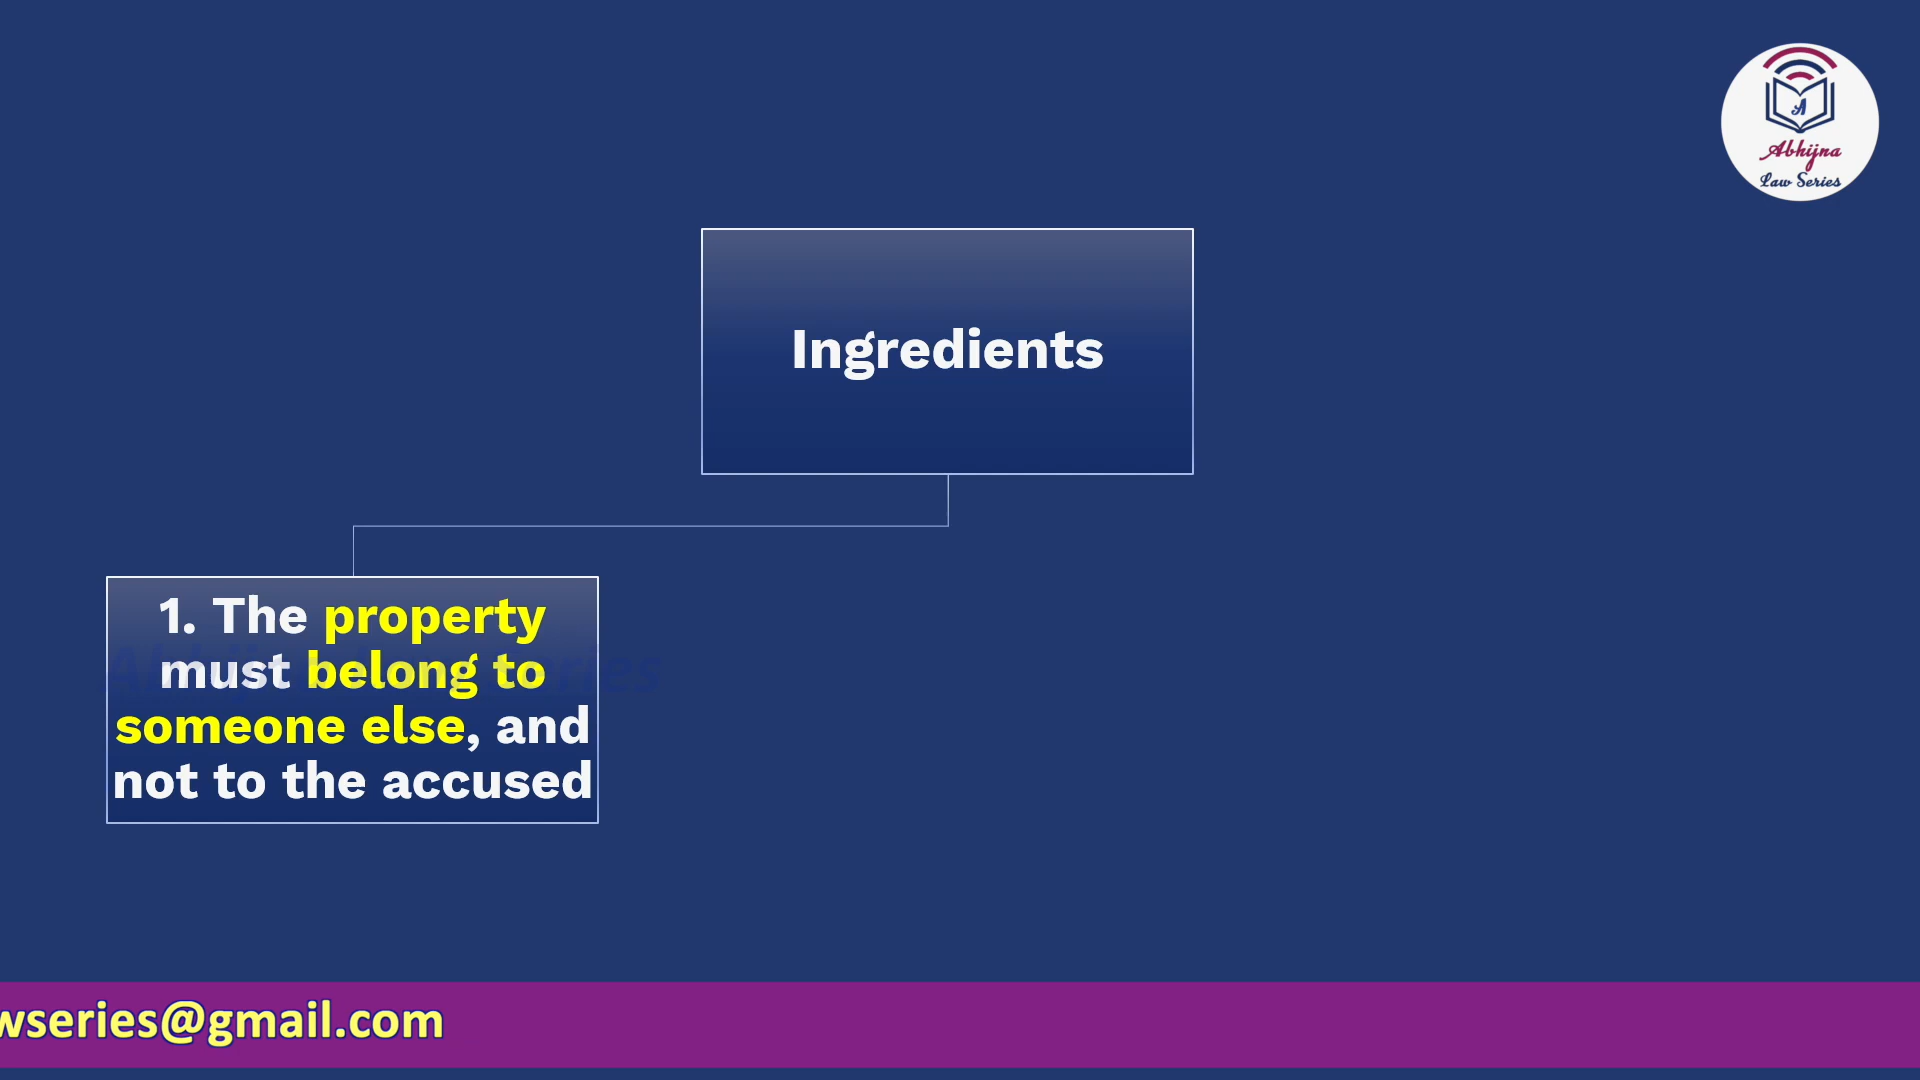 A
Abhijna
Law Series
Ingredients
1. The property
must belong to
someone else, and
not to the accused
wseries@gmail.com